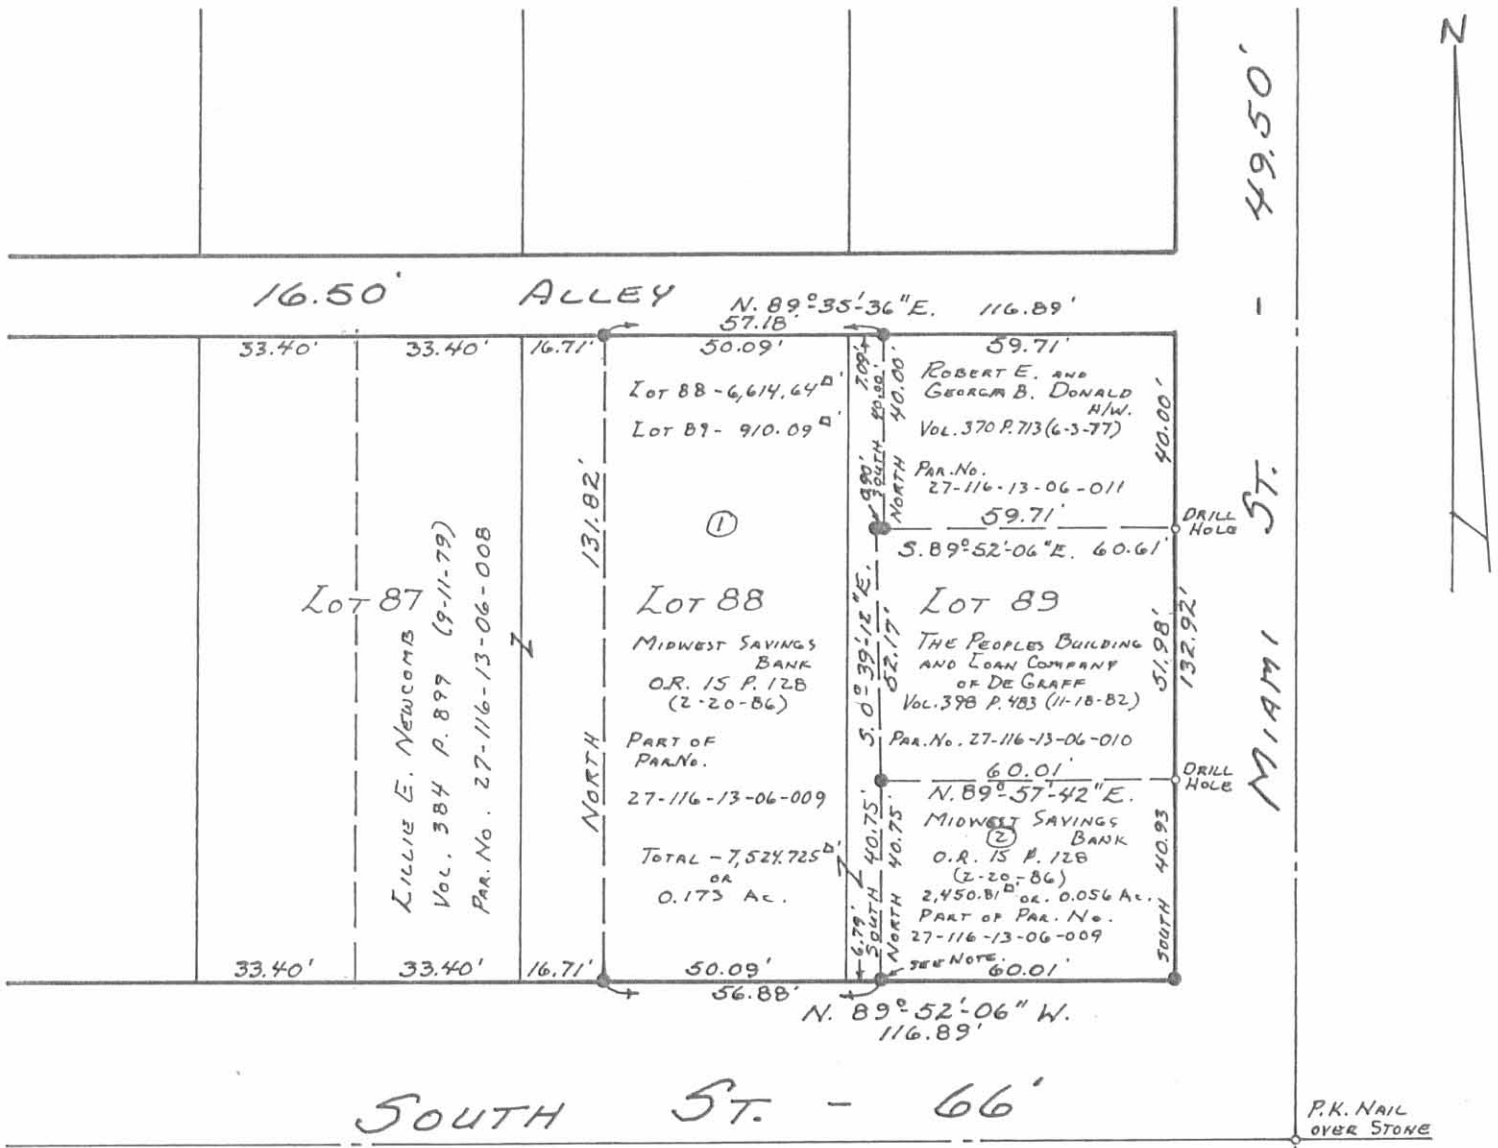 N
49.50'
-
ST.
MIAMI
16.50' ALLEY
N. 89°-35'-36" E. 116.89'
57.18'
33.40'
33.40'
16.71'
50.09'
7.09'
59.71'
LOT 88 - 6,614.64 □'
LOT 89 - 910.09 □'
SOUTH 40.00'
NORTH 40.00'
ROBERT E. AND
GEORGIA B. DONALD
H/W.
VOL. 370 P. 713 (6-3-77)
PAR. NO.
27-116-13-06-011
40.00'
131.82'
NORTH
①
0.90'
59.71'
DRILL
HOLE
S. 89°-52'-06" E. 60.61'
LOT 87
LILLIE E. NEWCOMB
VOL. 384 P. 899 (9-11-79)
PAR. NO. 27-116-13-06-008
Z
LOT 88
MIDWEST SAVINGS
BANK
O.R. 15 P. 128
(2-20-86)
PART OF
PAR. NO.
27-116-13-06-009
TOTAL - 7,524.725 □'
OR
0.173 AC.
S. 0°-39'-12" E.
52.17'
LOT 89
THE PEOPLES BUILDING
AND LOAN COMPANY
OF DE GRAFF
VOL. 398 P. 483 (11-18-82)
PAR. NO. 27-116-13-06-010
51.98'
132.92'
60.01'
DRILL
HOLE
N. 89°-57'-42" E.
SOUTH 40.75'
NORTH 40.75'
Z
MIDWEST SAVINGS
② BANK
O.R. 15 P. 128
(2-20-86)
2,450.81 □' OR. 0.056 AC.
PART OF PAR. NO.
27-116-13-06-009
SOUTH 40.93
SEE NOTE
33.40'
33.40'
16.71'
50.09'
6.79'
60.01'
56.88'
N. 89°-52'-06" W.
116.89'
SOUTH ST. - 66'
P.K. NAIL
OVER STONE